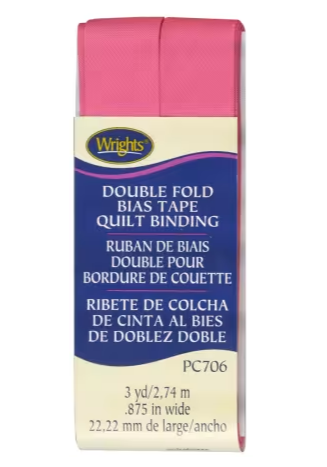 Wrights®
DOUBLE FOLD
BIAS TAPE
QUILT BINDING
RUBAN DE BIAIS
DOUBLE POUR
BORDURE DE COUETTE
RIBETE DE COLCHA
DE CINTA AL BIES
DE DOBLEZ DOBLE
PC706
3 yd/2,74 m
.875 in wide
22,22 mm de large/ancho